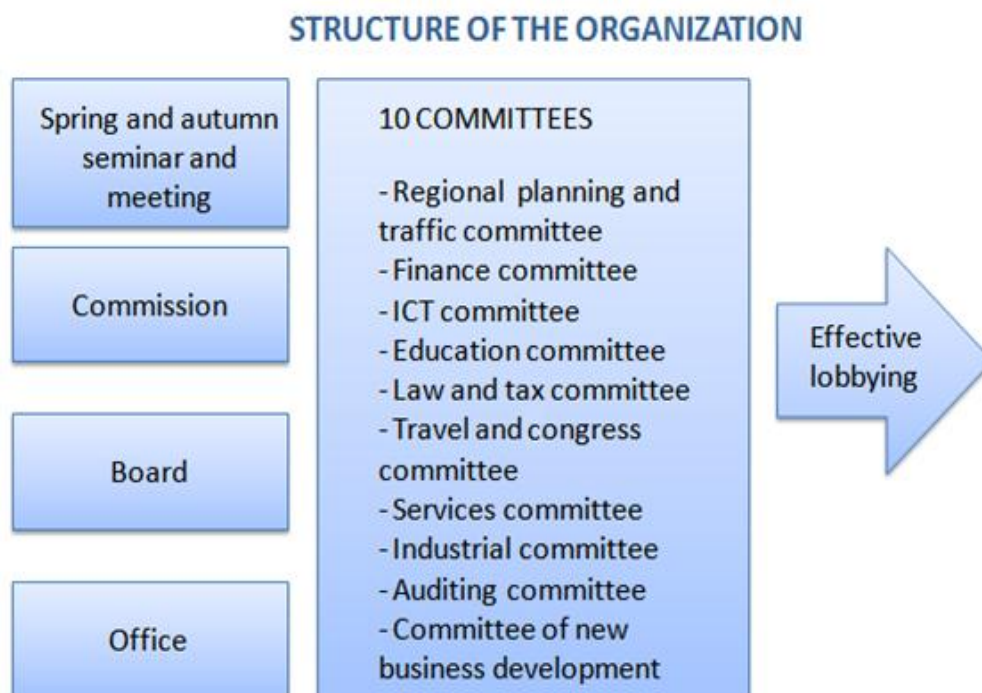 STRUCTURE OF THE ORGANIZATION
Spring and autumn
seminar and
meeting
Commission
Board
Office
10 COMMITTEES
- Regional planning and
traffic committee
- Finance committee
- ICT committee
- Education committee
- Law and tax committee
- Travel and congress
committee
- Services committee
- Industrial committee
- Auditing committee
- Committee of new
business development
Effective
lobbying